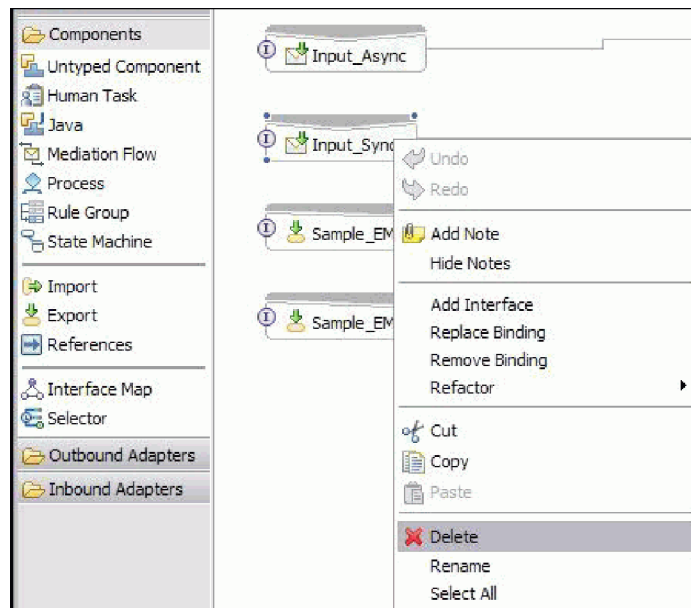 Components
Untyped Component
Human Task
Java
Mediation Flow
Process
Rule Group
State Machine
Import
Export
References
Interface Map
Selector
Outbound Adapters
Inbound Adapters
Input_Async
Input_Sync
Sample_EM
Sample_EM
Undo
Redo
Add Note
Hide Notes
Add Interface
Replace Binding
Remove Binding
Refactor
Cut
Copy
Paste
Delete
Rename
Select All